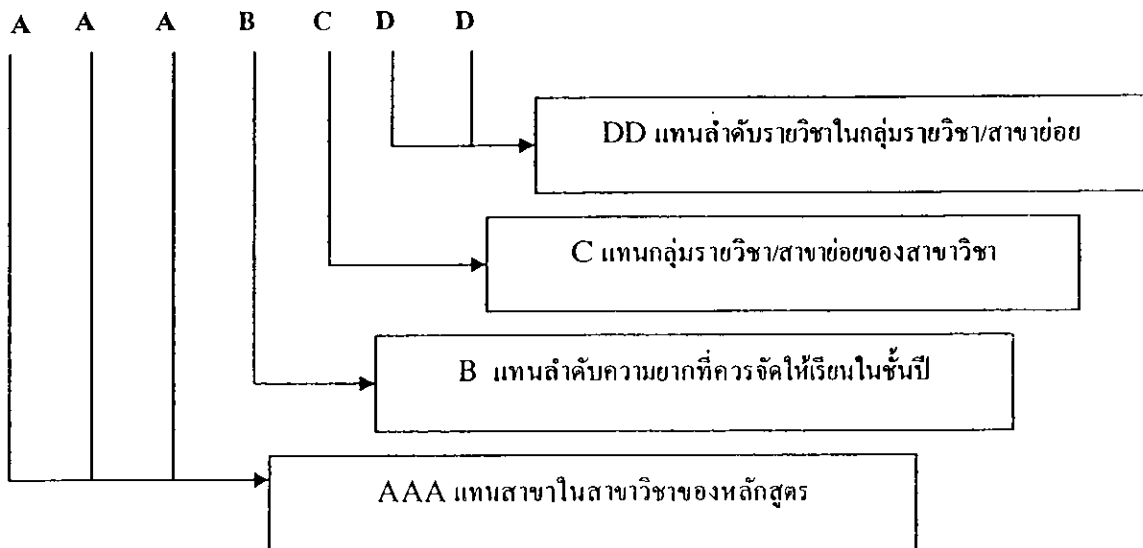 A A A B C D D
DD แทนลำดับรายวิชาในกลุ่มรายวิชา/สาขาย่อย
C แทนกลุ่มรายวิชา/สาขาย่อยของสาขาวิชา
B แทนลำดับความยากที่ควรจัดให้เรียนในชั้นปี
AAA แทนสาขาในสาขาวิชาของหลักสูตร